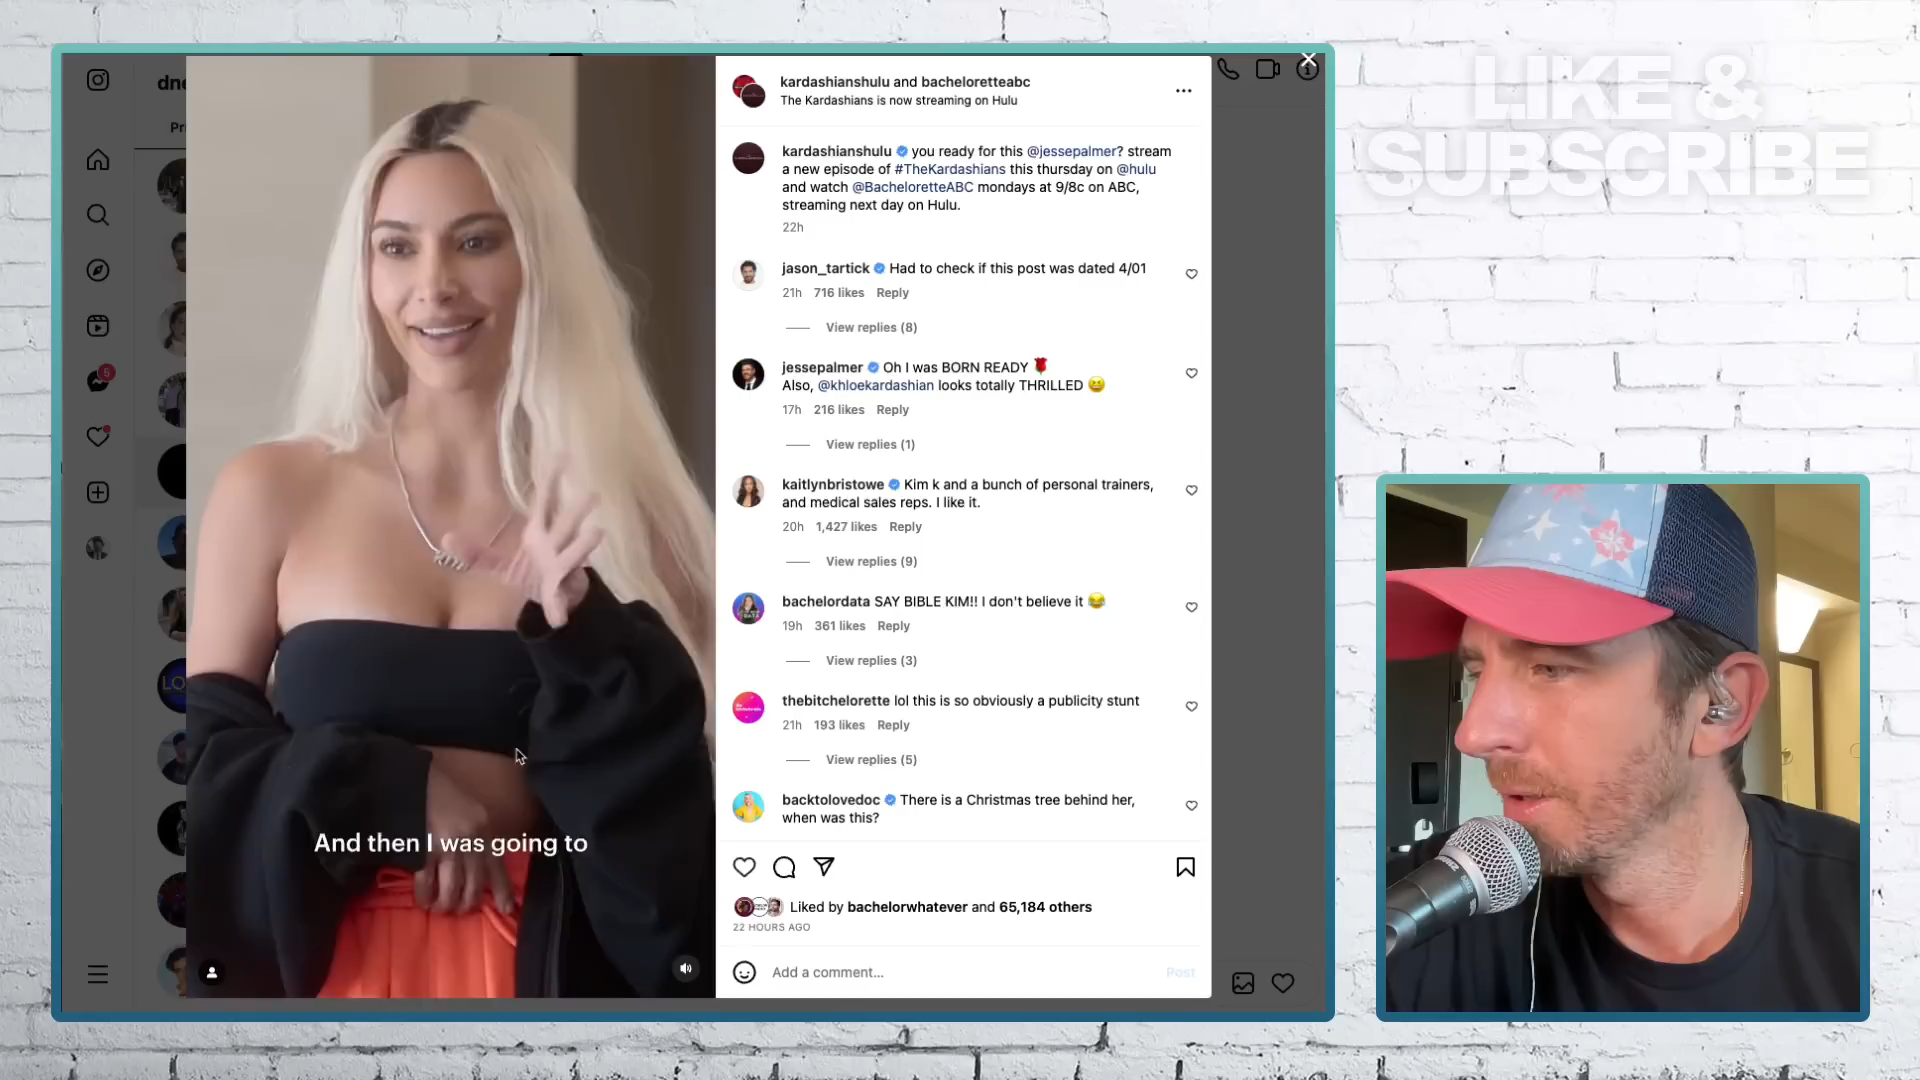 LIKE &
SUBSCRIBE
dne
Pri
5
LO
And then I was going to
kardashianshulu and bacheloretteabc
The Kardashians is now streaming on Hulu
kardashianshulu you ready for this @jessepalmer? stream
a new episode of #TheKardashians this thursday on @hulu
and watch @BacheloretteABC mondays at 9/8c on ABC,
streaming next day on Hulu.
22h
jason_tartick Had to check if this post was dated 4/01
21h 716 likes Reply
View replies (8)
jessepalmer Oh I was BORN READY 🌹
Also, @khloekardashian looks totally THRILLED 😆
17h 216 likes Reply
View replies (1)
kaitlynbristowe Kim k and a bunch of personal trainers,
and medical sales reps. I like it.
20h 1,427 likes Reply
View replies (9)
bachelordata SAY BIBLE KIM!! I don't believe it 😂
19h 361 likes Reply
View replies (3)
thebitchelorette lol this is so obviously a publicity stunt
21h 193 likes Reply
View replies (5)
backtolovedoc There is a Christmas tree behind her,
when was this?
Liked by bachelorwhatever and 65,184 others
22 HOURS AGO
Add a comment...
Post